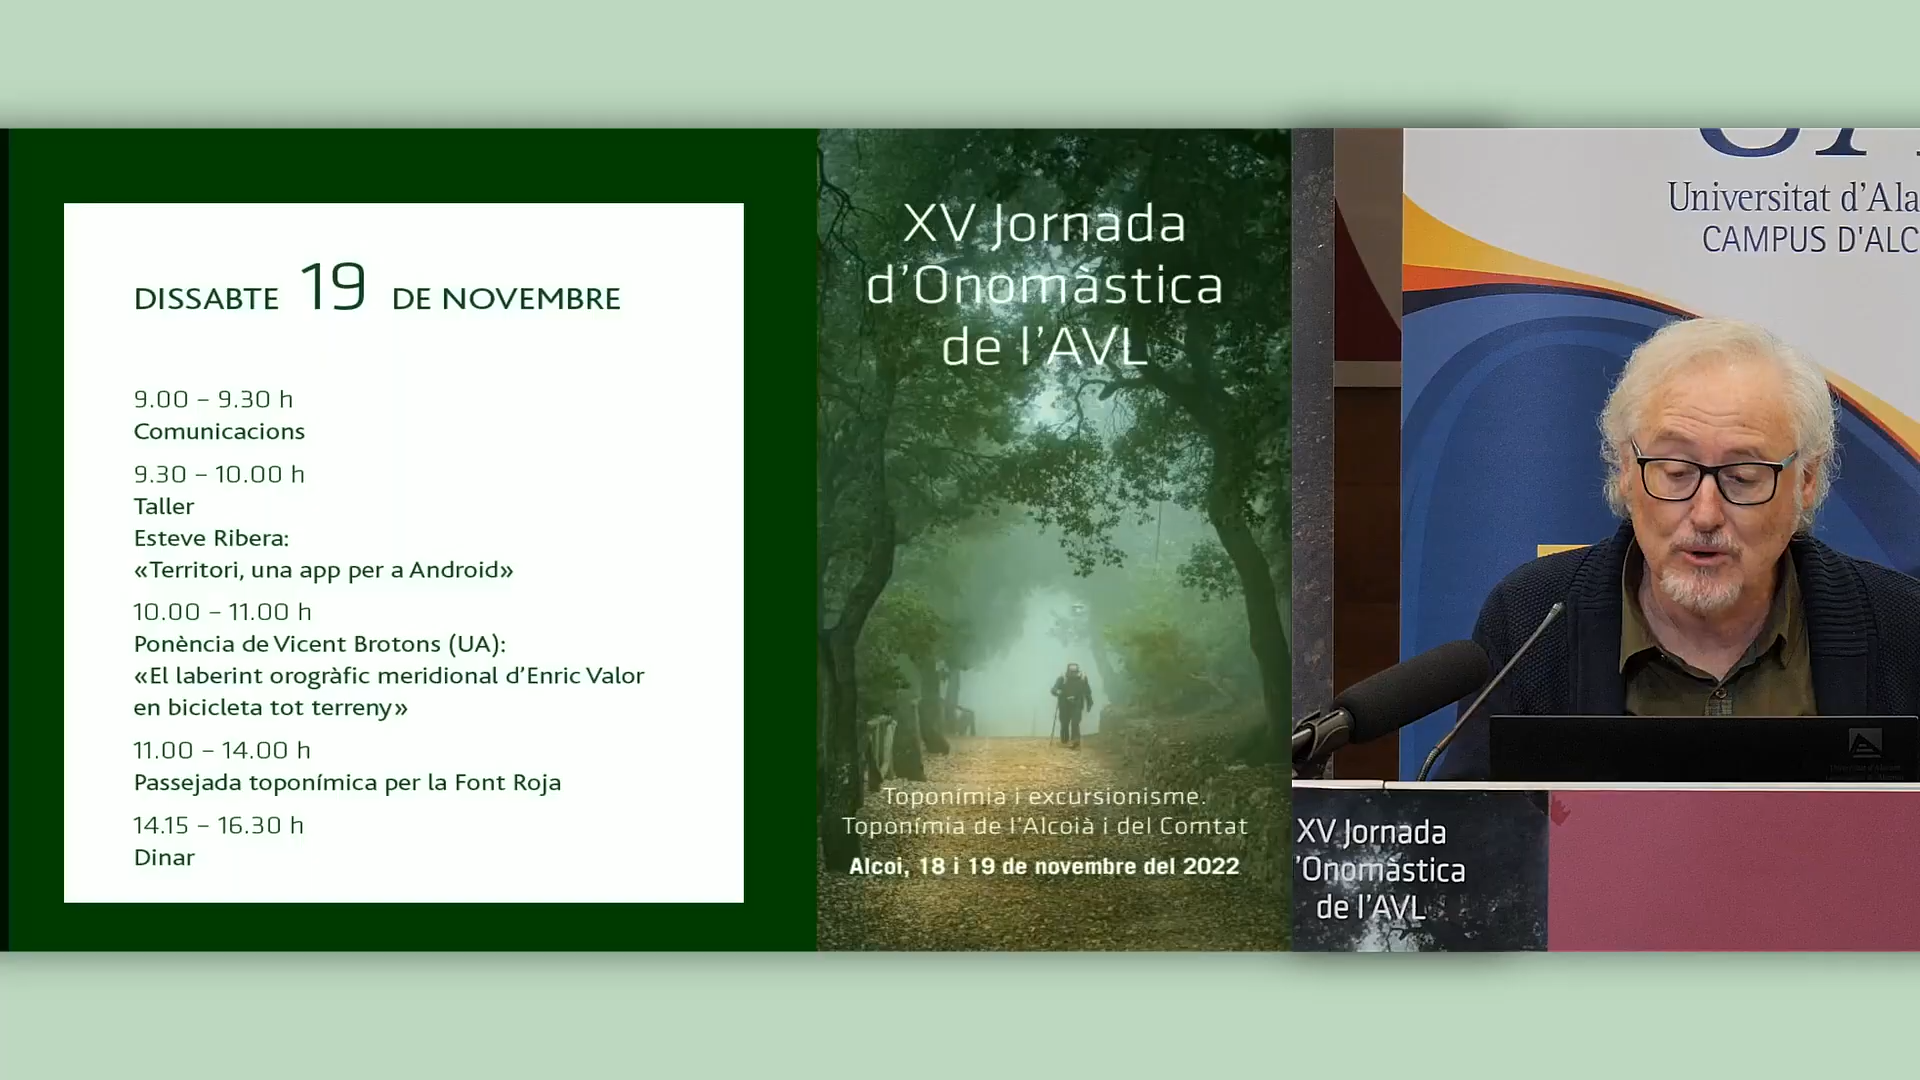 DISSABTE 19 DE NOVEMBRE
9.00 – 9.30 h
Comunicacions
9.30 – 10.00 h
Taller
Esteve Ribera:
«Territori, una app per a Android»
10.00 – 11.00 h
Ponència de Vicent Brotons (UA):
«El laberint orogràfic meridional d’Enric Valor
en bicicleta tot terreny»
11.00 – 14.00 h
Passejada toponímica per la Font Roja
14.15 – 16.30 h
Dinar
XV Jornada
d’Onomàstica
de l’AVL
Toponímia i excursionisme.
Toponímia de l’Alcoià i del Comtat
Alcoi, 18 i 19 de novembre del 2022
Universitat d’Ala
CAMPUS D'ALC
XV Jornada
’Onomàstica
de l’AVL